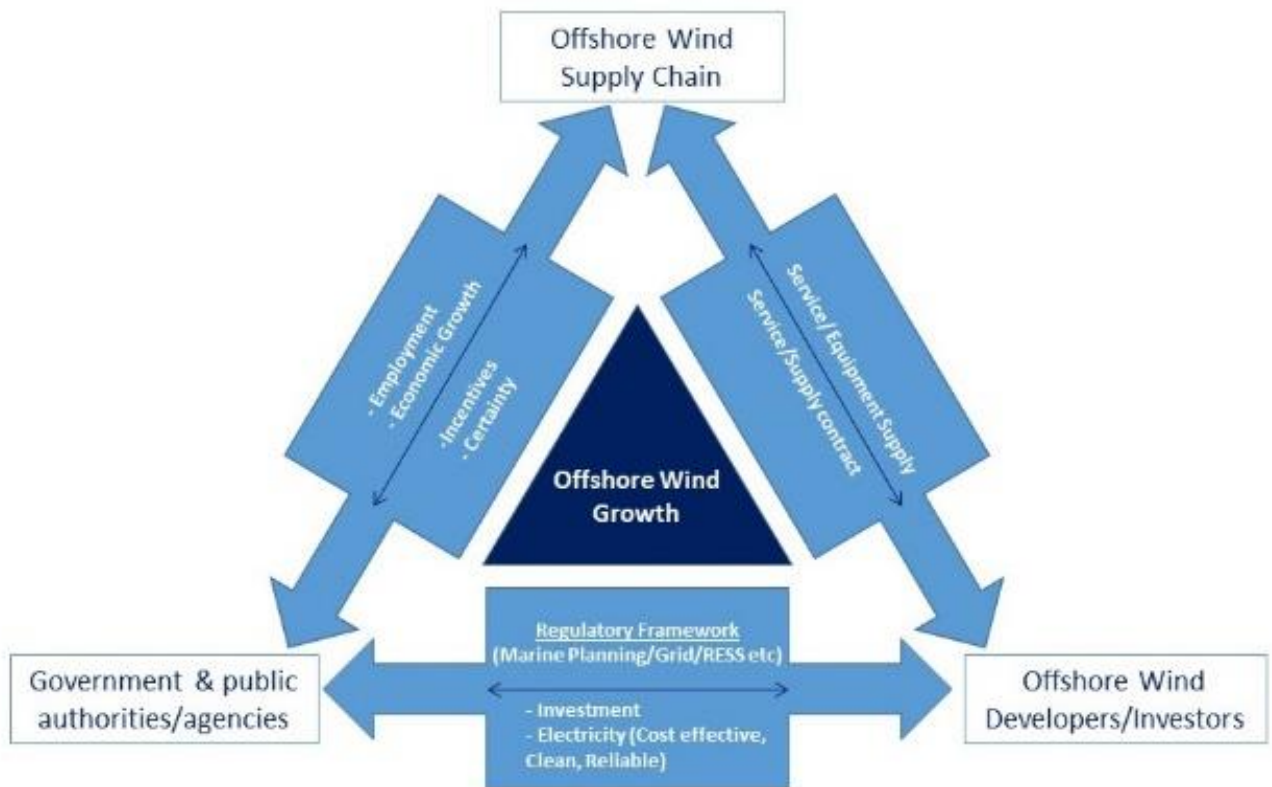 Offshore Wind
Supply Chain
- Employment
- Economic Growth
-Incentives
- Certainty
Service/ Equipment Supply
Service/Supply contract
Offshore Wind
Growth
Regulatory Framework
(Marine Planning/Grid/RESS etc)
- Investment
- Electricity (Cost effective,
Clean, Reliable)
Government & public
authorities/agencies
Offshore Wind
Developers/Investors